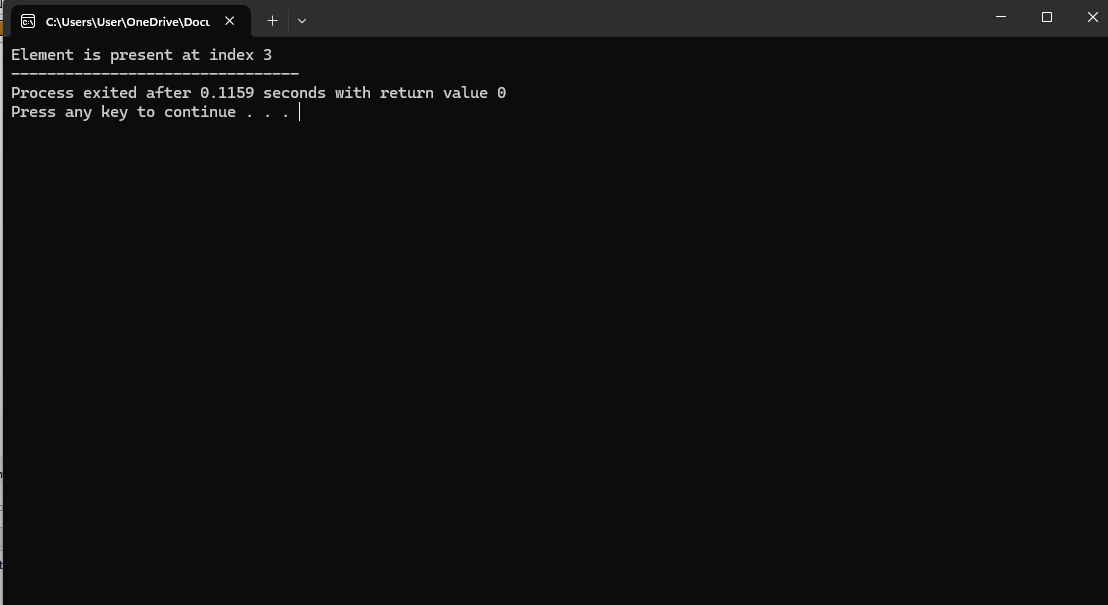 C:\Users\User\OneDrive\Docu
Element is present at index 3
--------------------------------
Process exited after 0.1159 seconds with return value 0
Press any key to continue . . .